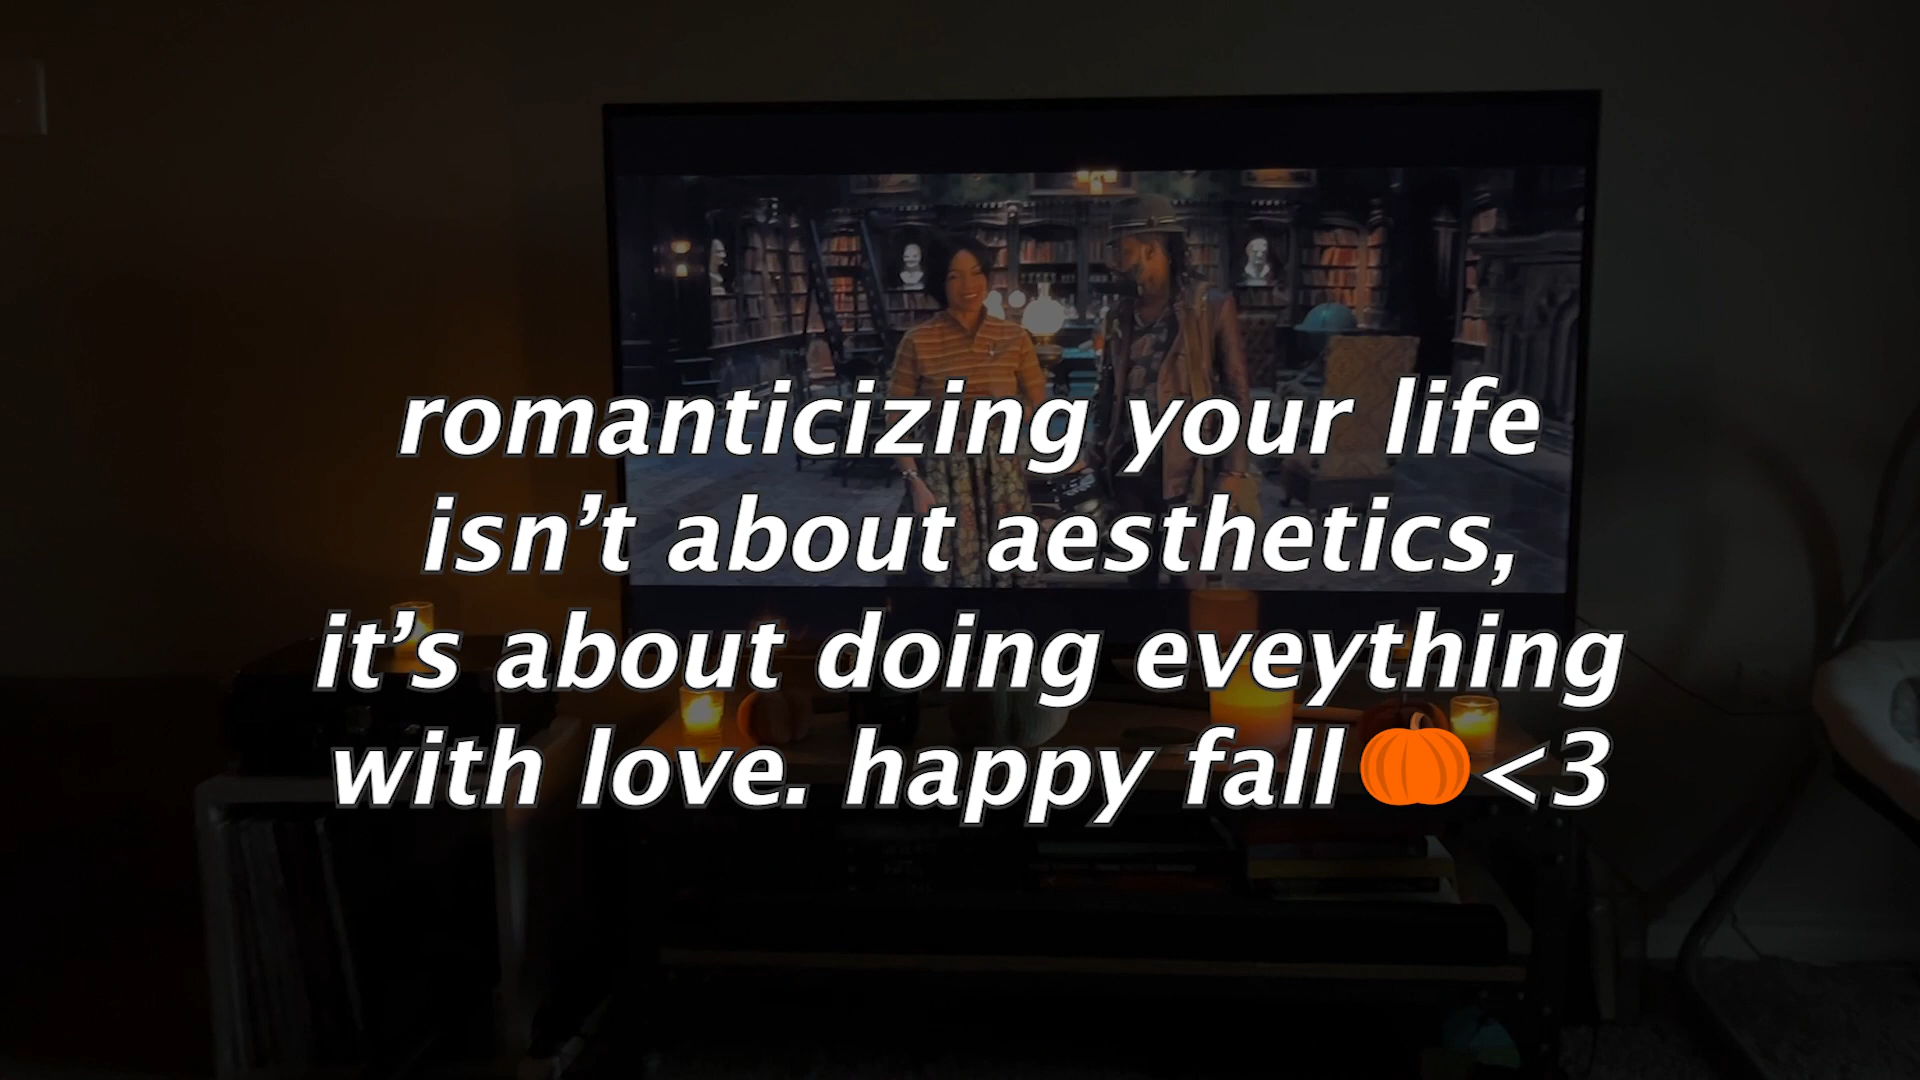 romanticizing your life
isn’t about aesthetics,
it’s about doing eveything
with love. happy fall🎃<3